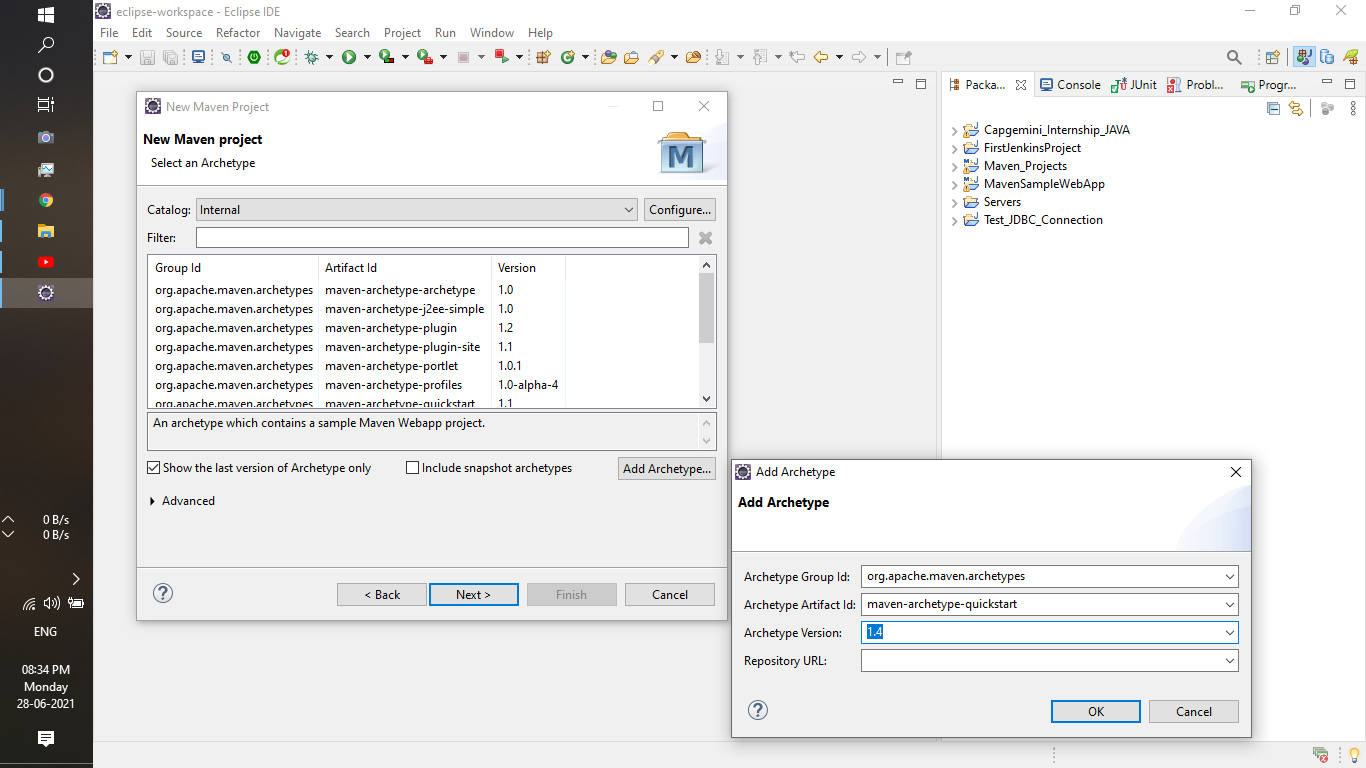 eclipse-workspace - Eclipse IDE
File Edit Source Refactor Navigate Search Project Run Window Help
New Maven Project
New Maven project
Select an Archetype
M
Catalog: Internal Configure...
Filter:
Group Id Artifact Id Version
org.apache.maven.archetypes maven-archetype-archetype 1.0
org.apache.maven.archetypes maven-archetype-j2ee-simple 1.0
org.apache.maven.archetypes maven-archetype-plugin 1.2
org.apache.maven.archetypes maven-archetype-plugin-site 1.1
org.apache.maven.archetypes maven-archetype-portlet 1.0.1
org.apache.maven.archetypes maven-archetype-profiles 1.0-alpha-4
org.apache.maven.archetypes maven-archetype-quickstart 1.1
An archetype which contains a sample Maven Webapp project.
Show the last version of Archetype only Include snapshot archetypes Add Archetype...
Advanced
? < Back Next > Finish Cancel
Packa... Console JUnit Probl... Progr...
Capgemini_Internship_JAVA
FirstJenkinsProject
Maven_Projects
MavenSampleWebApp
Servers
Test_JDBC_Connection
Add Archetype
Add Archetype
Archetype Group Id: org.apache.maven.archetypes
Archetype Artifact Id: maven-archetype-quickstart
Archetype Version: 1.4
Repository URL:
? OK Cancel
0 B/s
0 B/s
ENG
08:34 PM
Monday
28-06-2021